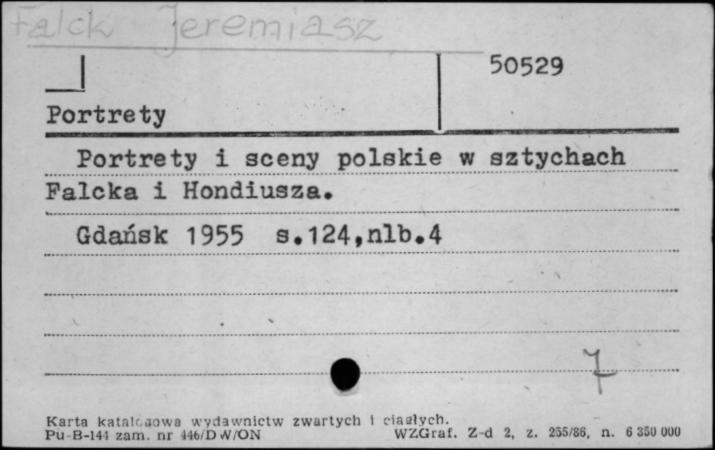 Falck Jeremiasz
50529
Portrety
Portrety i sceny polskie w sztychach
Falcka i Hondiusza.
Gdańsk 1955 s.124,nlb.4
7
Karta katalogowa wydawnictw zwartych i ciągłych.
Pu-B-144 zam. nr 446/DW/ON WZGraf. Z-d 2, z. 255/86, n. 6 350 000